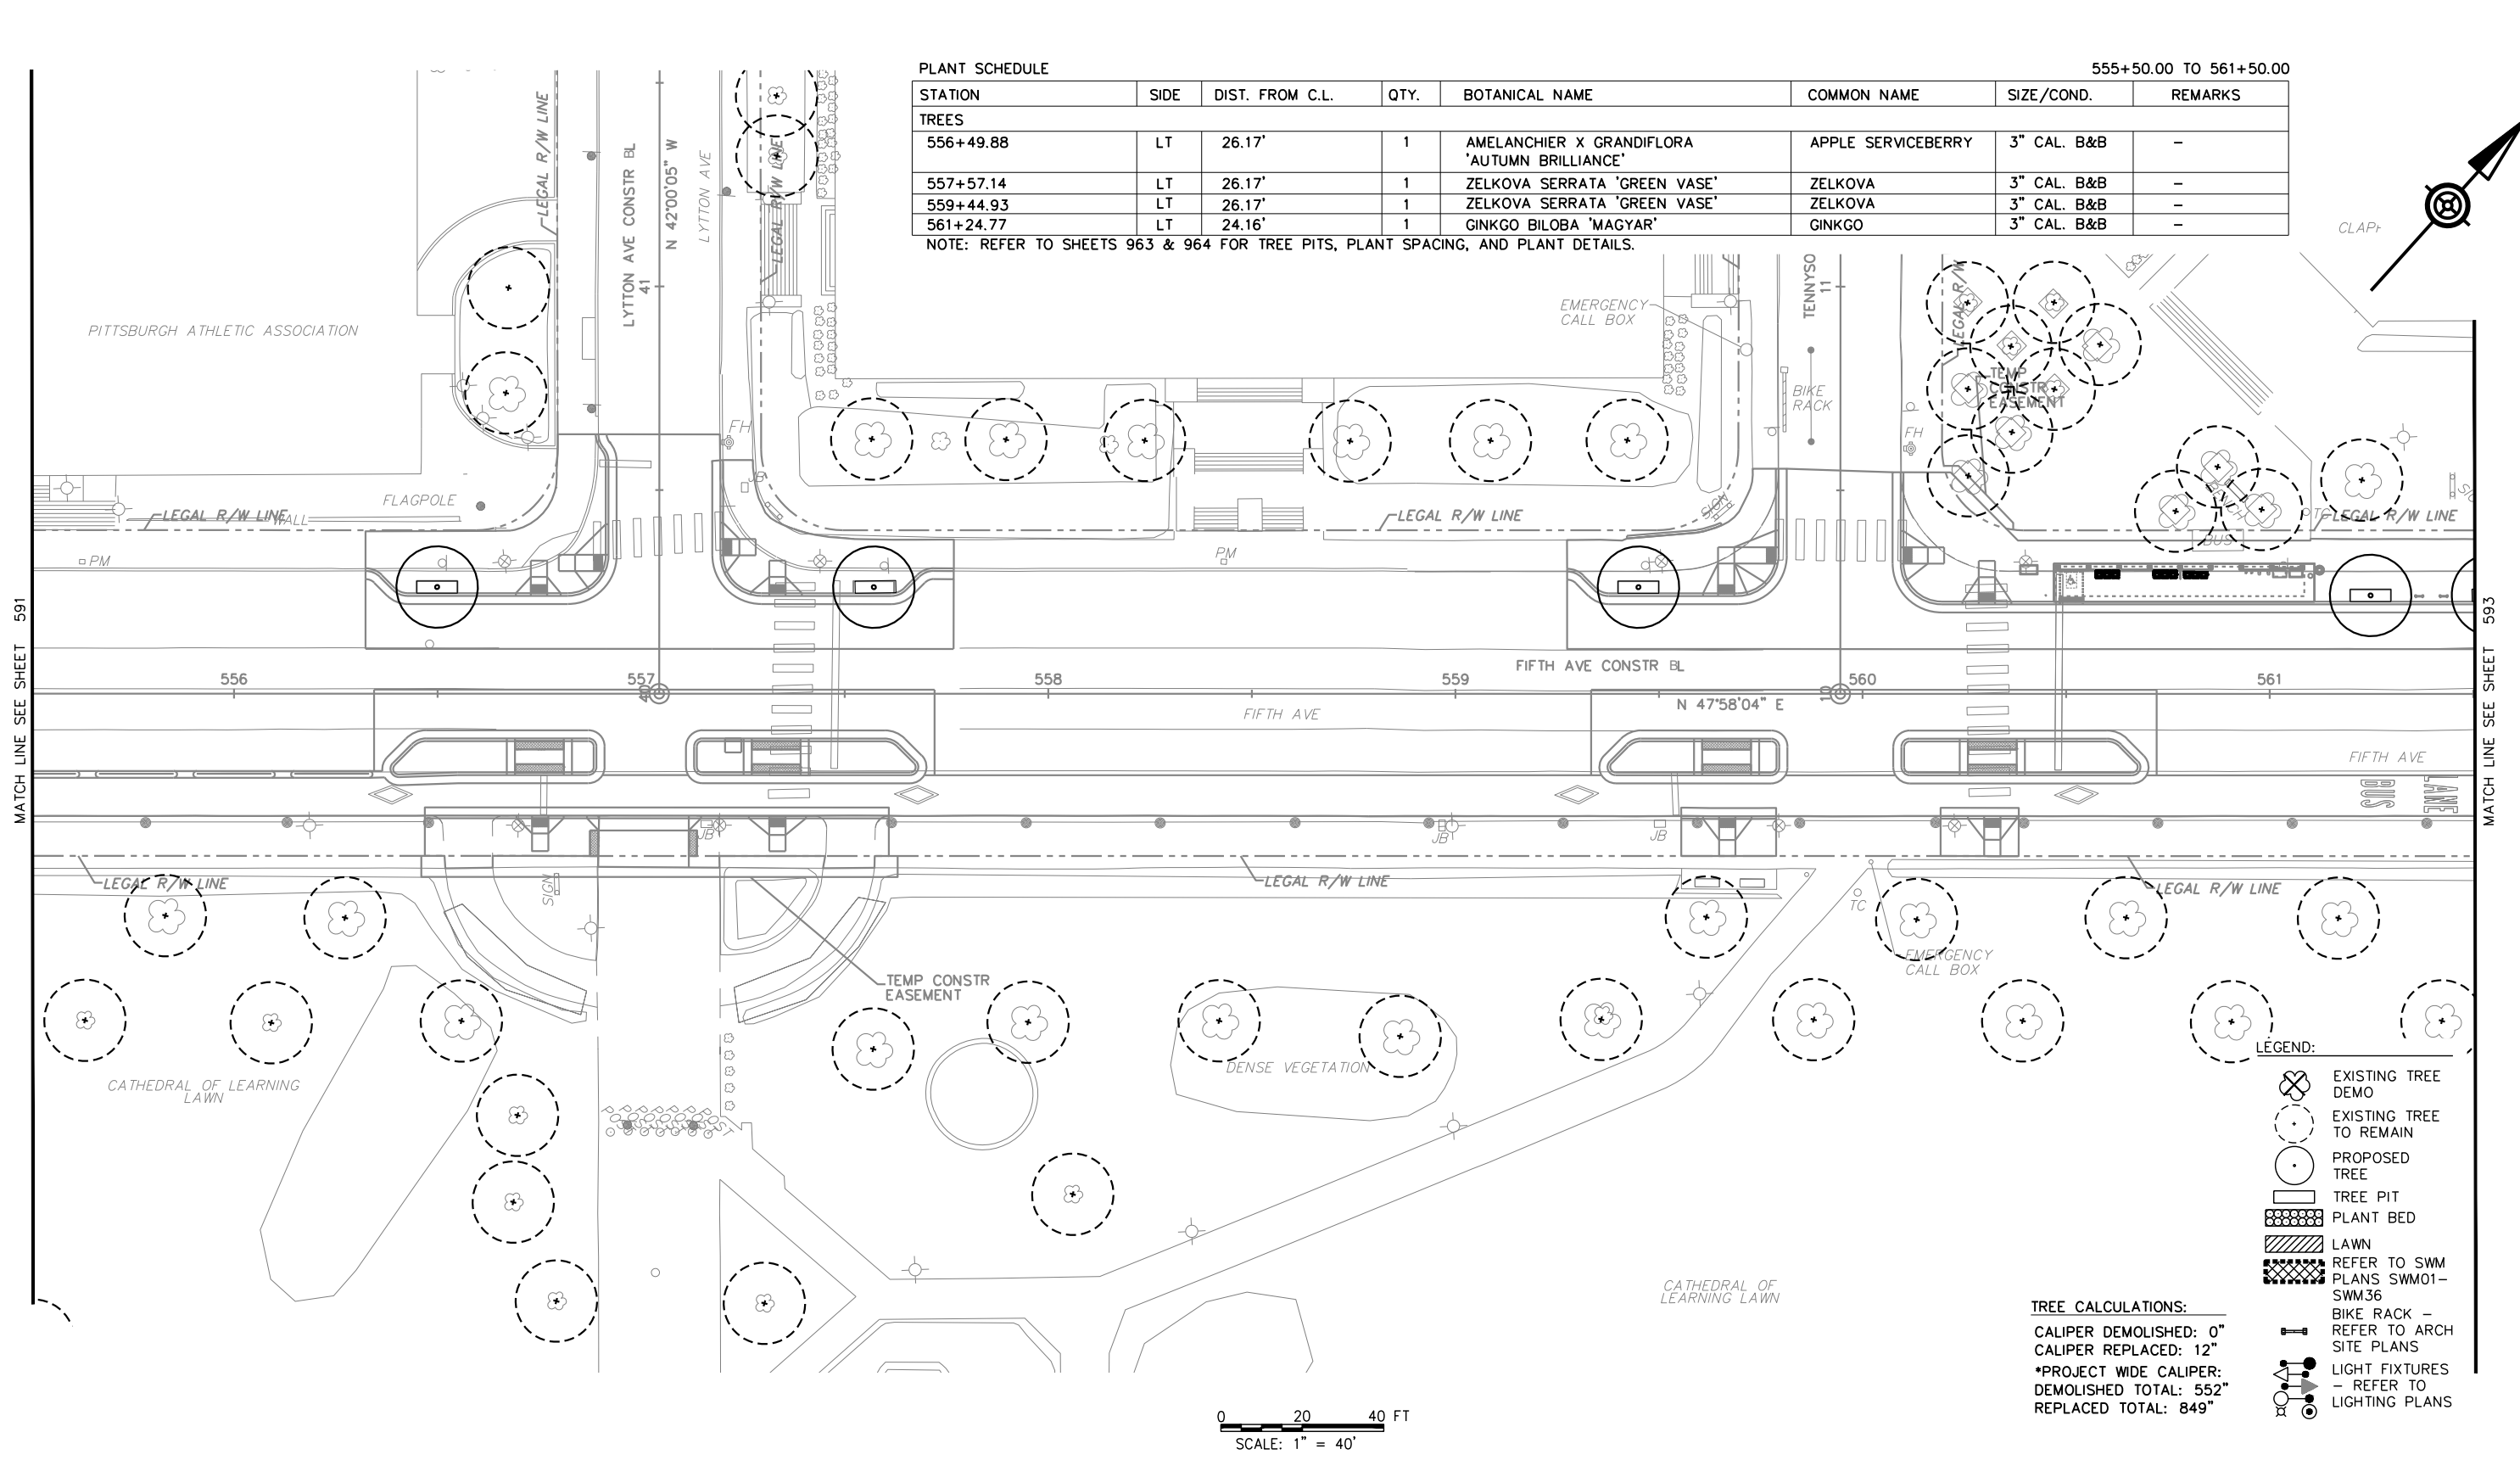 PLANT SCHEDULE 555+50.00 TO 561+50.00
STATION SIDE DIST. FROM C.L. QTY. BOTANICAL NAME COMMON NAME SIZE/COND. REMARKS
TREES
556+49.88 LT 26.17' 1 AMELANCHIER X GRANDIFLORA APPLE SERVICEBERRY 3" CAL. B&B –
'AUTUMN BRILLIANCE'
557+57.14 LT 26.17' 1 ZELKOVA SERRATA 'GREEN VASE' ZELKOVA 3" CAL. B&B –
559+44.93 LT 26.17' 1 ZELKOVA SERRATA 'GREEN VASE' ZELKOVA 3" CAL. B&B –
561+24.77 LT 24.16' 1 GINKGO BILOBA 'MAGYAR' GINKGO 3" CAL. B&B –
NOTE: REFER TO SHEETS 963 & 964 FOR TREE PITS, PLANT SPACING, AND PLANT DETAILS.
LEGAL R/W LINE
LYTTON AVE CONSTR BL
41
N 42°00'05" W
LYTTON AVE
LEGAL R/W LINE
PITTSBURGH ATHLETIC ASSOCIATION
EMERGENCY
CALL BOX
TENNYSO
11
LEGAL R/W
BIKE
RACK
TEMP
CONSTR
EASEMENT
FH
FH
JB
FLAGPOLE
LEGAL R/W LINE
WALL
LEGAL R/W LINE
SIGN
BENCH
TC
LEGAL R/W LINE
BUS
PM
PM
MATCH LINE SEE SHEET 591
MATCH LINE SEE SHEET 593
FIFTH AVE CONSTR BL
556
557
558
559
560
561
40
10
N 47°58'04" E
FIFTH AVE
FIFTH AVE
BUS
LANE
JB
JB
JB
LEGAL R/W LINE
SIGN
LEGAL R/W LINE
LEGAL R/W LINE
TC
EMERGENCY
CALL BOX
TEMP CONSTR
EASEMENT
DENSE VEGETATION
CATHEDRAL OF LEARNING
LAWN
CATHEDRAL OF
LEARNING LAWN
LEGEND:
EXISTING TREE
DEMO
EXISTING TREE
TO REMAIN
PROPOSED
TREE
TREE PIT
PLANT BED
LAWN
REFER TO SWM
PLANS SWM01–
SWM36
BIKE RACK –
REFER TO ARCH
SITE PLANS
LIGHT FIXTURES
– REFER TO
LIGHTING PLANS
TREE CALCULATIONS:
CALIPER DEMOLISHED: 0"
CALIPER REPLACED: 12"
*PROJECT WIDE CALIPER:
DEMOLISHED TOTAL: 552"
REPLACED TOTAL: 849"
0 20 40 FT
SCALE: 1" = 40'